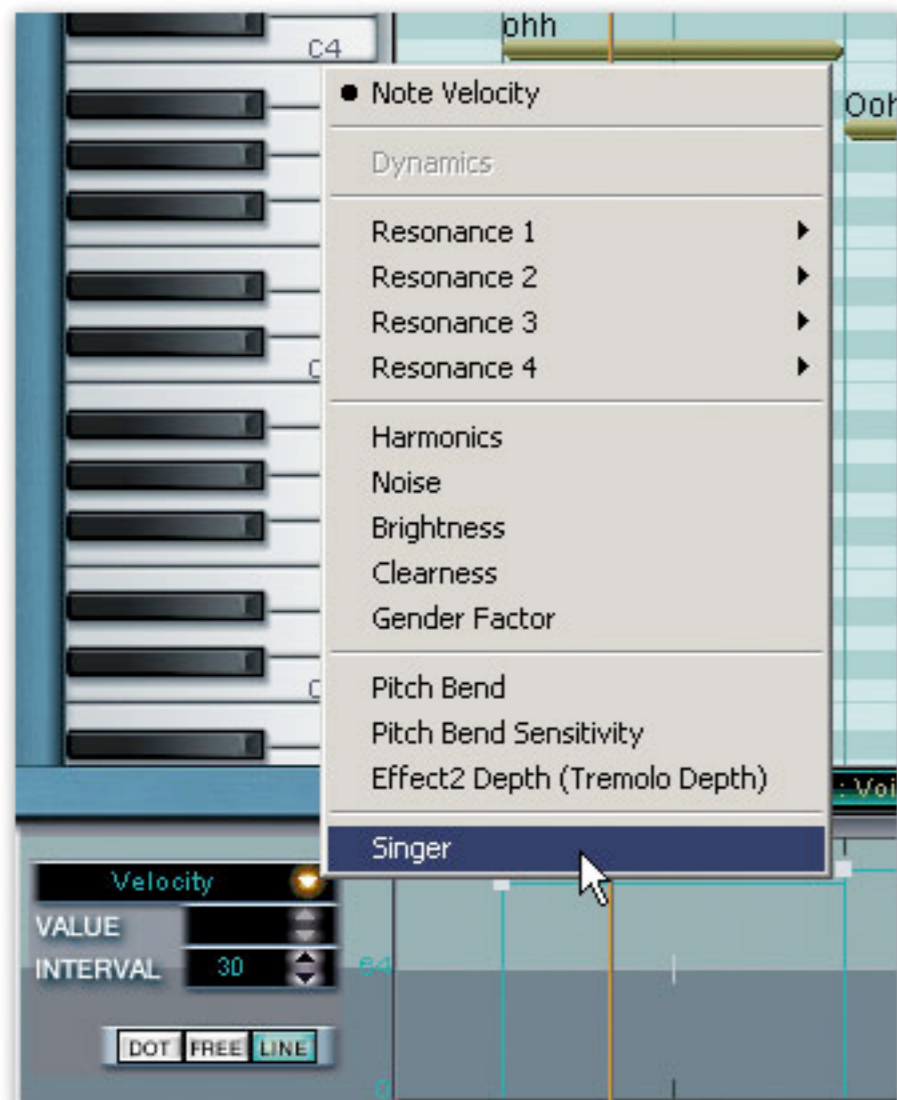 ohh
C4
Note Velocity
Ooh
Dynamics
Resonance 1
Resonance 2
Resonance 3
Resonance 4
Harmonics
Noise
Brightness
Clearness
Gender Factor
Pitch Bend
Pitch Bend Sensitivity
Effect2 Depth (Tremolo Depth)
: Voi
Singer
Velocity
VALUE
INTERVAL 30
64
DOT FREE LINE
0